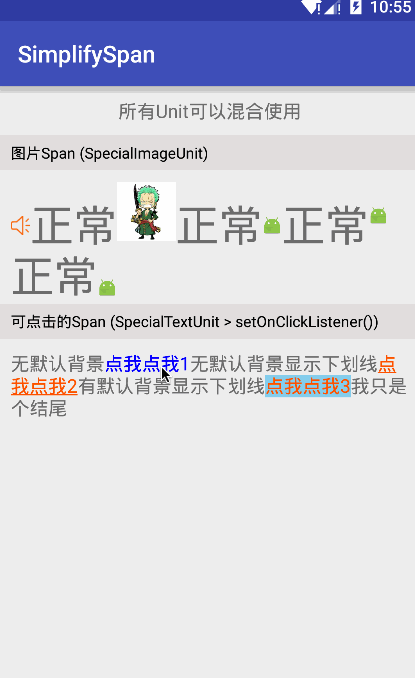 10:55
SimplifySpan
所有Unit可以混合使用
图片Span (SpecialImageUnit)
正常正常正常
正常
可点击的Span (SpecialTextUnit > setOnClickListener())
无默认背景点我点我1无默认背景显示下划线点
我点我2有默认背景显示下划线点我点我3我只是
个结尾